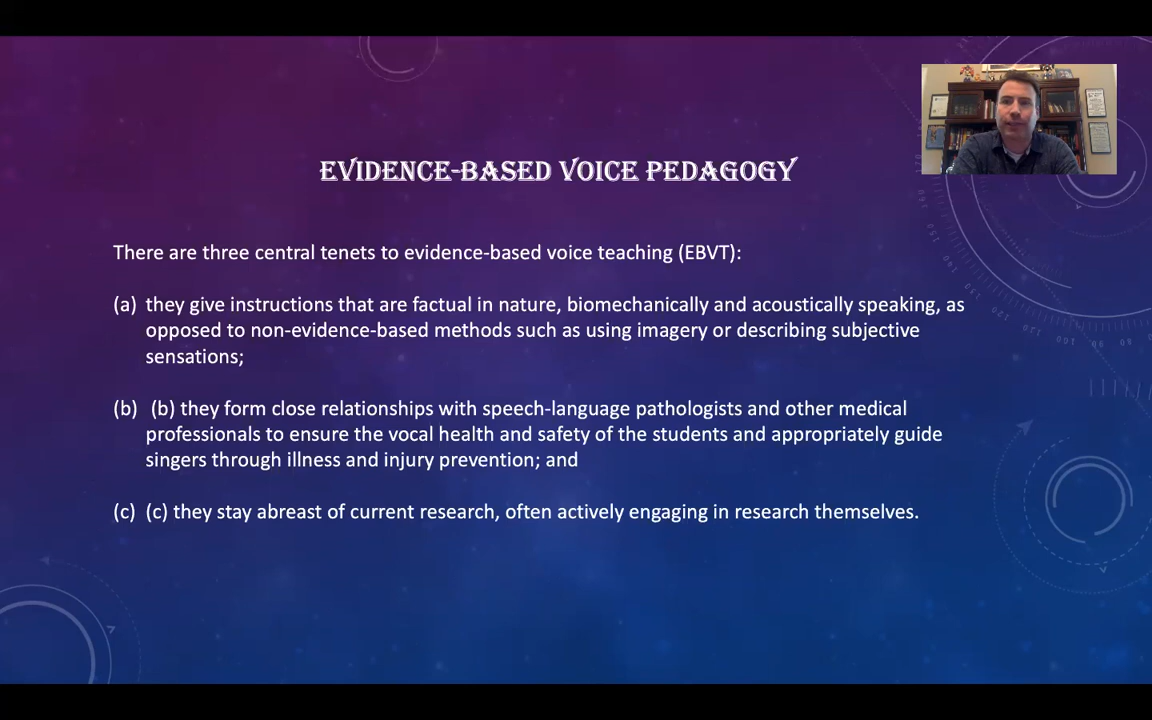 EVIDENCE-BASED VOICE PEDAGOGY
There are three central tenets to evidence-based voice teaching (EBVT):
(a) they give instructions that are factual in nature, biomechanically and acoustically speaking, as
opposed to non-evidence-based methods such as using imagery or describing subjective
sensations;
(b) (b) they form close relationships with speech-language pathologists and other medical
professionals to ensure the vocal health and safety of the students and appropriately guide
singers through illness and injury prevention; and
(c) (c) they stay abreast of current research, often actively engaging in research themselves.